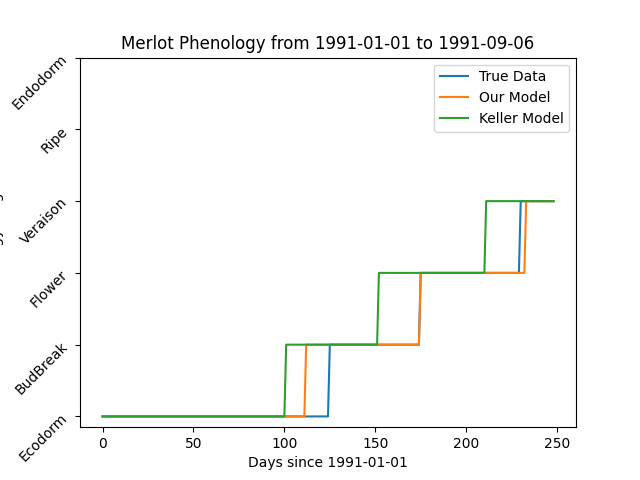 Merlot Phenology from 1991-01-01 to 1991-09-06
True Data
Our Model
Keller Model
Endodorm
Ripe
Veraison
Flower
BudBreak
Ecodorm
0 50 100 150 200 250
Days since 1991-01-01